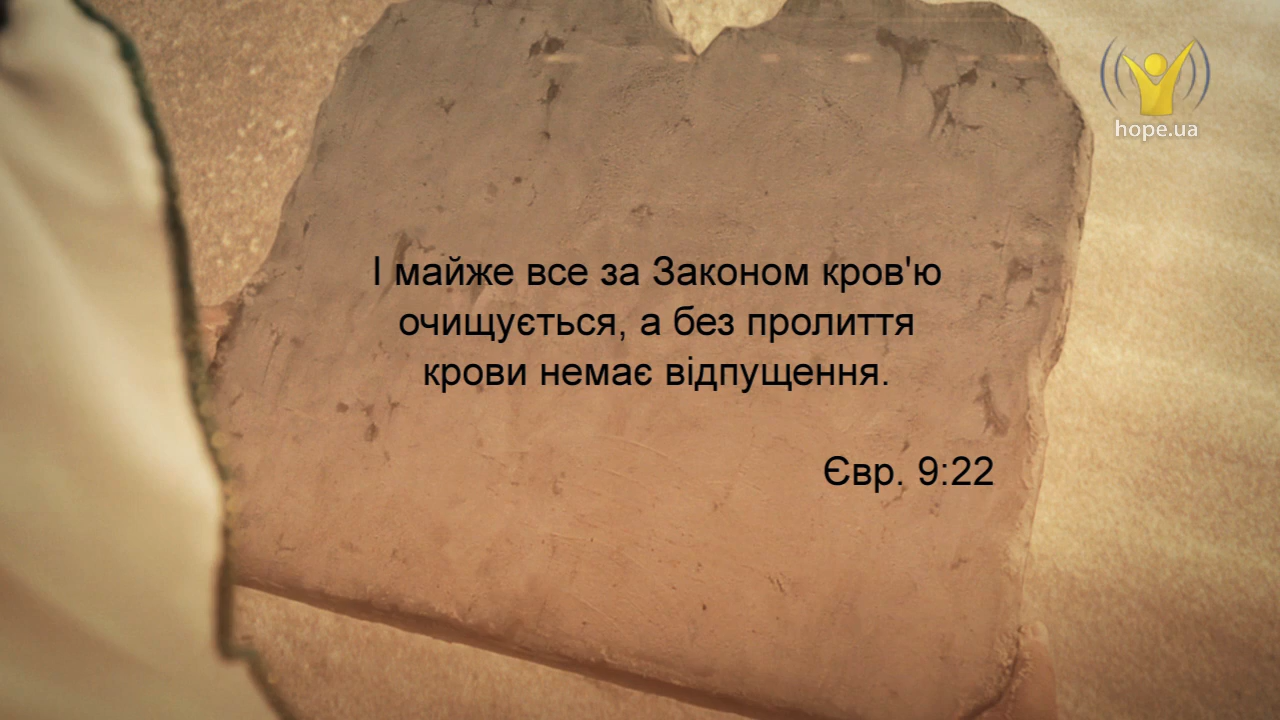 hope.ua
І майже все за Законом кров'ю
очищується, а без пролиття
крови немає відпущення.
Євр. 9:22